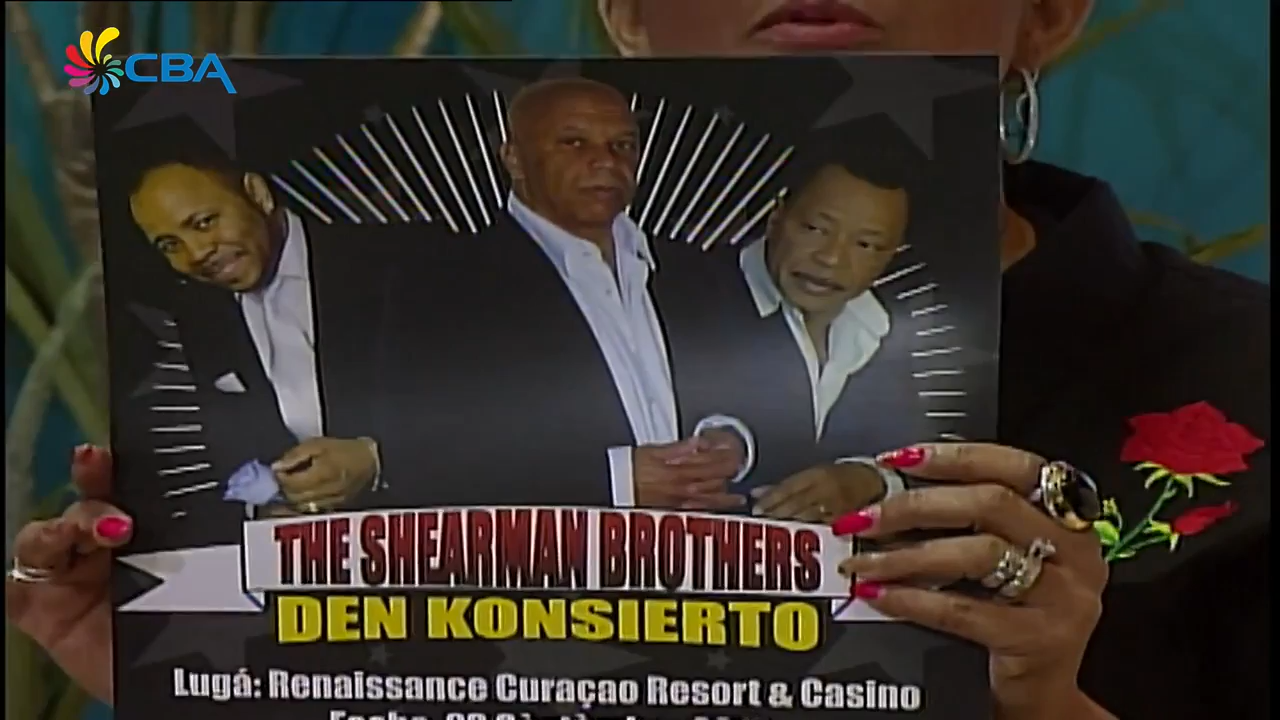 CBA
THE SHEARMAN BROTHERS
DEN KONSIERTO
Lugá: Renaissance Curaçao Resort & Casino